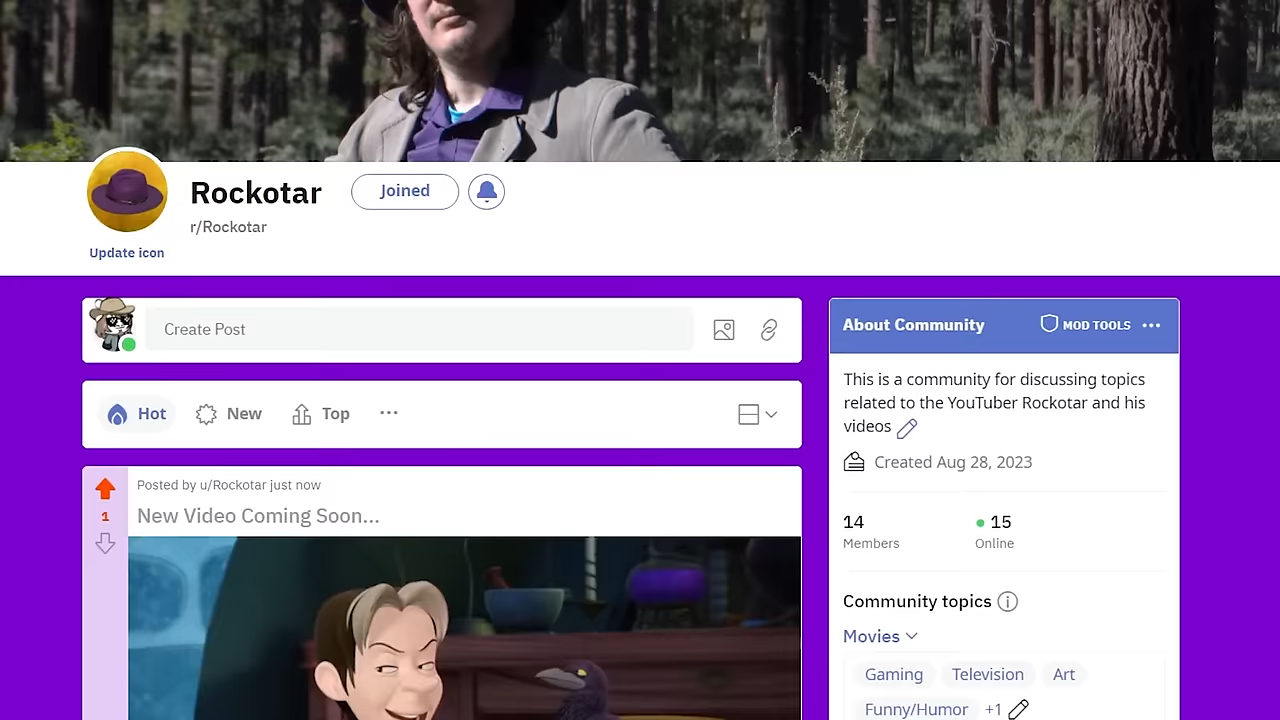 Rockotar
Joined
r/Rockotar
Update icon
Create Post
Hot
New
Top
Posted by u/Rockotar just now
1
New Video Coming Soon...
About Community
MOD TOOLS
This is a community for discussing topics
related to the YouTuber Rockotar and his
videos
Created Aug 28, 2023
14
15
Members
Online
Community topics
Movies
Gaming
Television
Art
Funny/Humor
+1